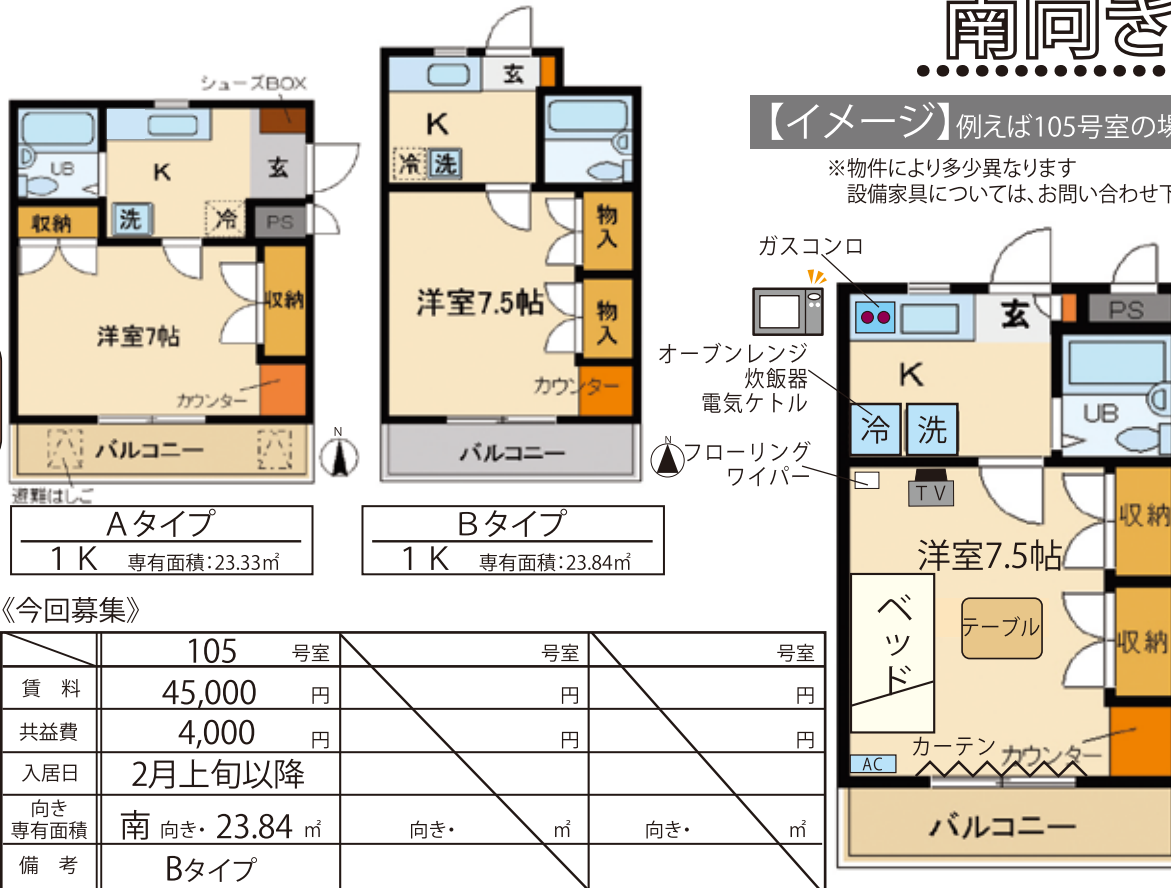 南向き
【イメージ】例えば105号室の場
※物件により多少異なります
設備家具については、お問い合わせ下
シューズBOX
UB
K
玄
収納
洗
冷
PS
収納
洋室7帖
カウンター
バルコニー
避難はしご
N
Aタイプ
1K 専有面積:23.33㎡
玄
K
冷
洗
物入
洋室7.5帖
物入
カウンター
バルコニー
N
Bタイプ
1K 専有面積:23.84㎡
ガスコンロ
オーブンレンジ
炊飯器
電気ケトル
フローリング
ワイパー
玄
PS
K
UB
冷
洗
TV
収納
洋室7.5帖
ベッド
テーブル
収納
カーテン
カウンター
AC
バルコニー
《今回募集》
105 号室 号室 号室
賃料 45,000 円 円 円
共益費 4,000 円 円 円
入居日 2月上旬以降
向き
専有面積 南 向き・ 23.84 ㎡ 向き・ ㎡ 向き・ ㎡
備考 Bタイプ